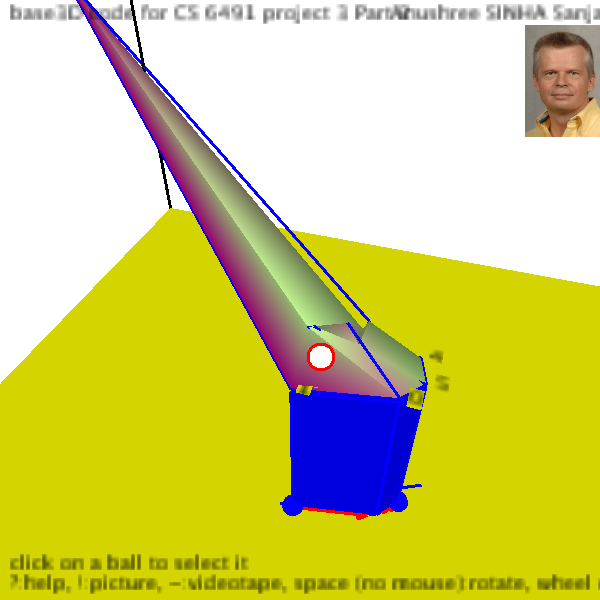 base3D code for CS 6491 project 3 Part SINHA Sanja
click on a ball to select it
?:help, !:picture, ~:videotape, space (no mouse):rotate, wheel